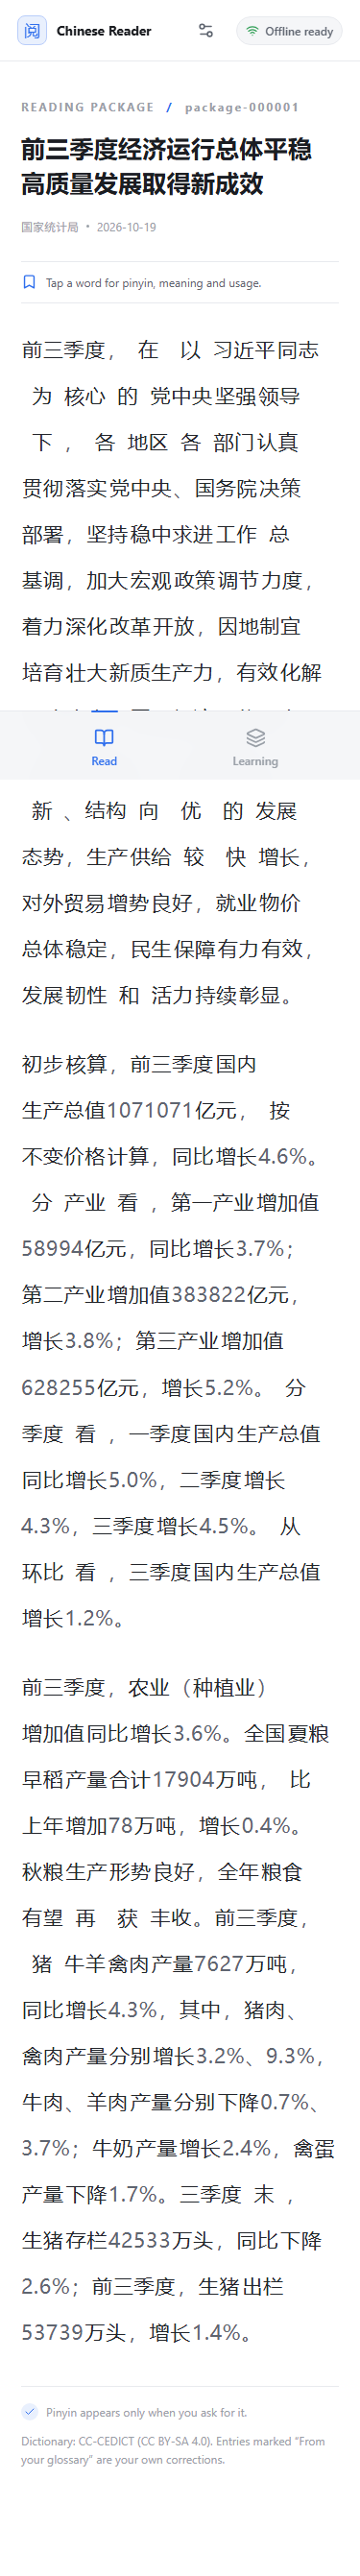 阅 Chinese Reader Offline ready
READING PACKAGE / package-000001
前三季度经济运行总体平稳
高质量发展取得新成效
国家统计局 • 2026-10-19
Tap a word for pinyin, meaning and usage.
前三季度， 在 以 习近平同志
为 核心 的 党中央坚强领导
下 ， 各 地区 各 部门认真
贯彻落实党中央、国务院决策
部署，坚持稳中求进工作 总
基调，加大宏观政策调节力度，
着力深化改革开放，因地制宜
培育壮大新质生产力，有效化解
Read Learning
新 、结构 向 优 的 发展
态势，生产供给 较 快 增长，
对外贸易增势良好，就业物价
总体稳定，民生保障有力有效，
发展韧性 和 活力持续彰显。
初步核算，前三季度国内
生产总值1071071亿元， 按
不变价格计算，同比增长4.6%。
分 产业 看 ，第一产业增加值
58994亿元，同比增长3.7%；
第二产业增加值383822亿元，
增长3.8%；第三产业增加值
628255亿元，增长5.2%。 分
季度 看 ，一季度国内生产总值
同比增长5.0%，二季度增长
4.3%，三季度增长4.5%。 从
环比 看 ，三季度国内生产总值
增长1.2%。
前三季度，农业（种植业）
增加值同比增长3.6%。全国夏粮
早稻产量合计17904万吨， 比
上年增加78万吨，增长0.4%。
秋粮生产形势良好，全年粮食
有望 再 获 丰收。前三季度，
猪 牛羊禽肉产量7627万吨，
同比增长4.3%，其中，猪肉、
禽肉产量分别增长3.2%、9.3%，
牛肉、羊肉产量分别下降0.7%、
3.7%；牛奶产量增长2.4%，禽蛋
产量下降1.7%。三季度 末 ，
生猪存栏42533万头，同比下降
2.6%；前三季度，生猪出栏
53739万头，增长1.4%。
Pinyin appears only when you ask for it.
Dictionary: CC-CEDICT (CC BY-SA 4.0). Entries marked “From
your glossary” are your own corrections.